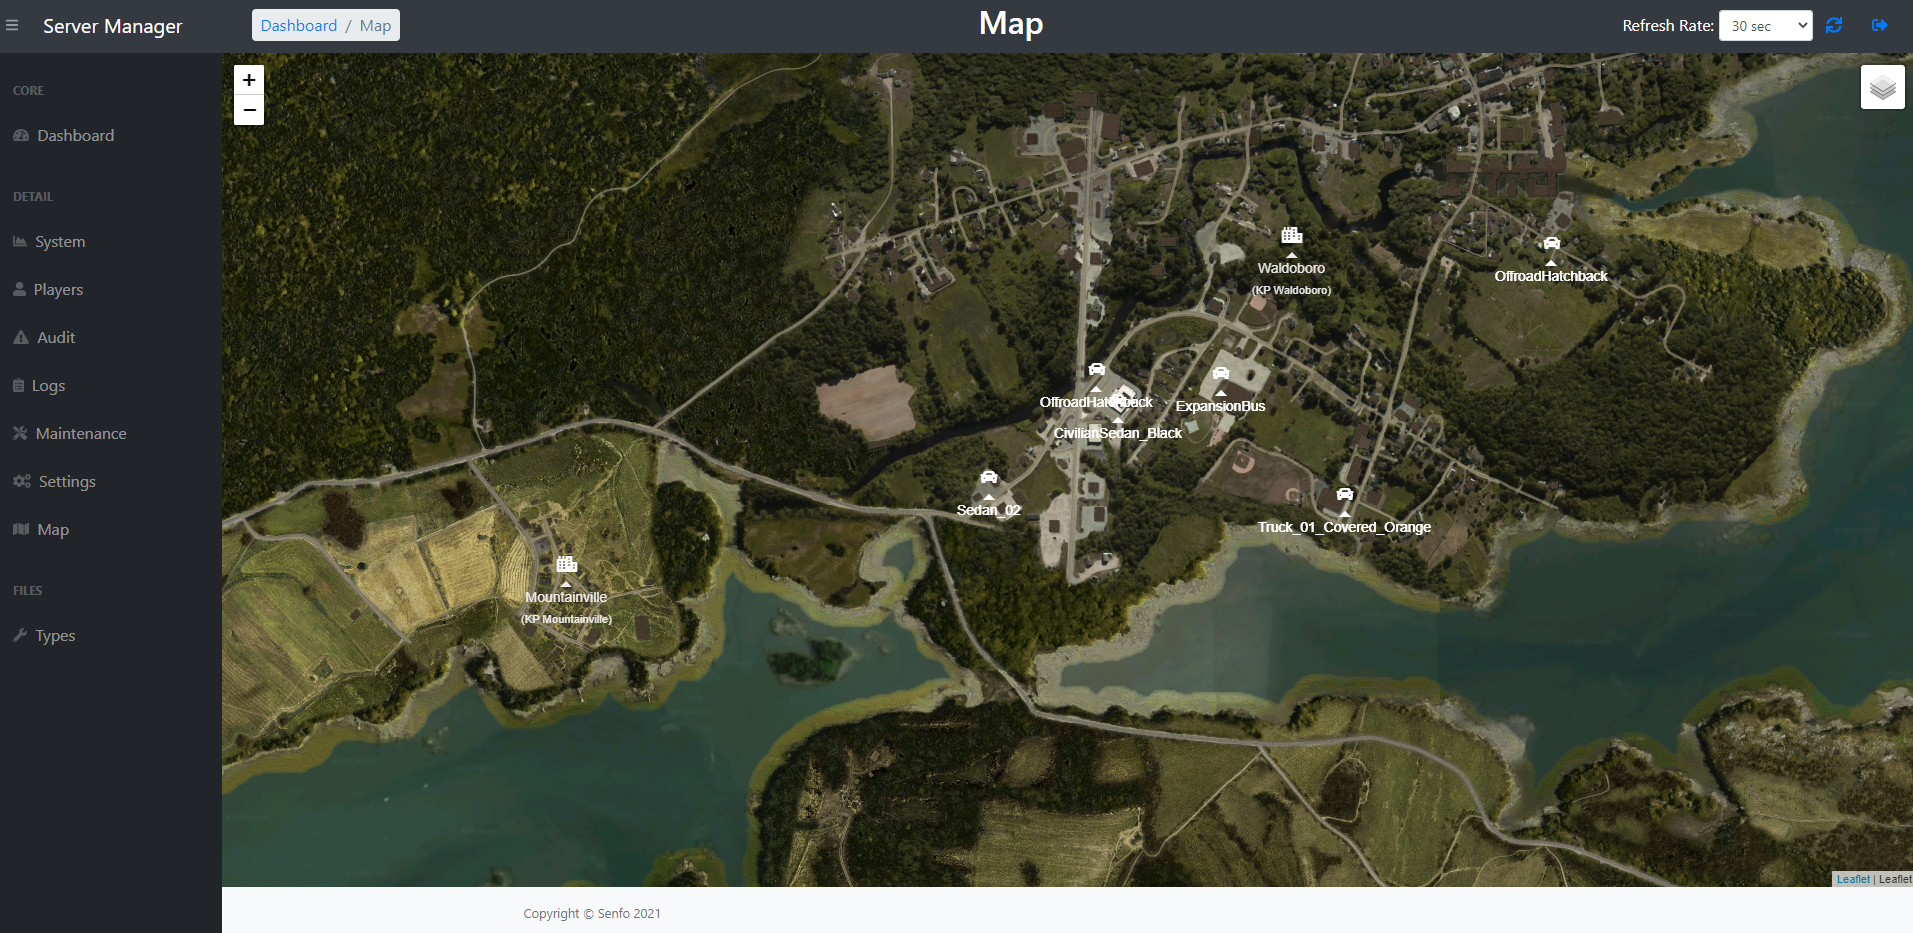 Server Manager
Dashboard / Map
Map
Refresh Rate: 30 sec
CORE
Dashboard
DETAIL
System
Players
Audit
Logs
Maintenance
Settings
Map
FILES
Types
+
−
Waldoboro
(KP Waldoboro)
OffroadHatchback
OffroadHatchback
ExpansionBus
CivilianSedan_Black
Sedan_02
Truck_01_Covered_Orange
Mountainville
(KP Mountainville)
Leaflet | Leaflet
Copyright © Senfo 2021